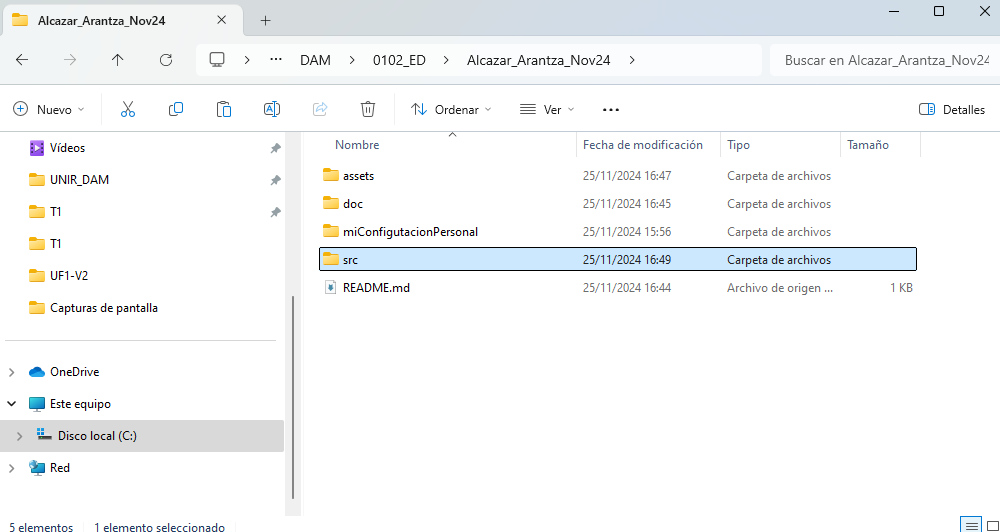 Alcazar_Arantza_Nov24
DAM 0102_ED Alcazar_Arantza_Nov24 Buscar en Alcazar_Arantza_Nov24
Nuevo Ordenar Ver Detalles
Vídeos
UNIR_DAM
T1
T1
UF1-V2
Capturas de pantalla
OneDrive
Este equipo
Disco local (C:)
Red
Nombre Fecha de modificación Tipo Tamaño
assets 25/11/2024 16:47 Carpeta de archivos
doc 25/11/2024 16:45 Carpeta de archivos
miConfigutacionPersonal 25/11/2024 15:56 Carpeta de archivos
src 25/11/2024 16:49 Carpeta de archivos
README.md 25/11/2024 16:44 Archivo de origen ... 1 KB
5 elementos 1 elemento seleccionado